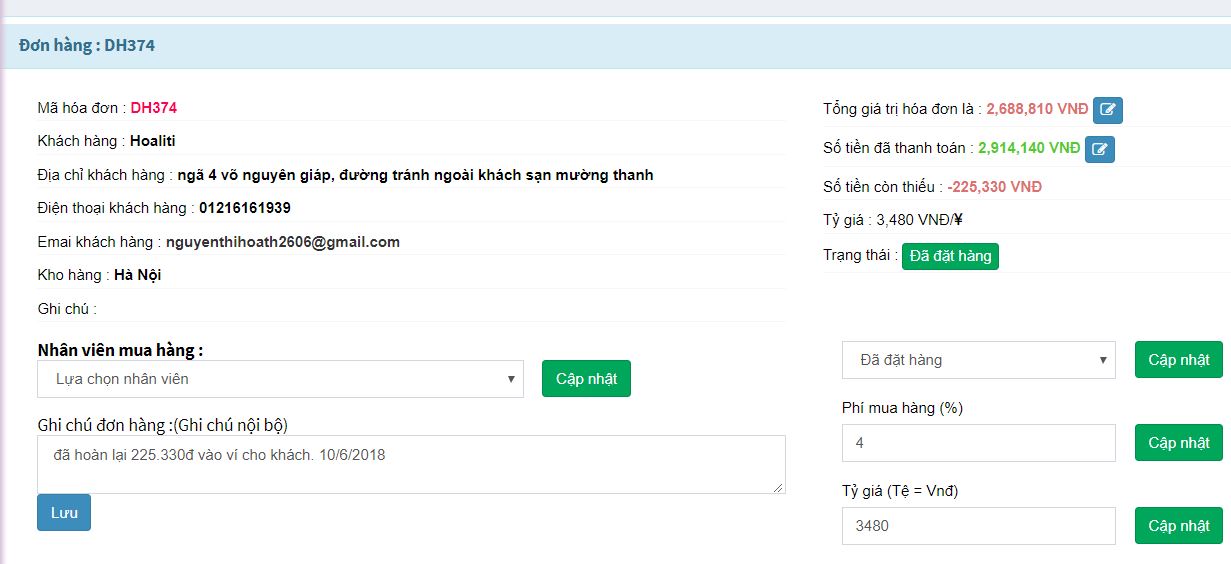 Đơn hàng : DH374
Mã hóa đơn : DH374
Khách hàng : Hoaliti
Địa chỉ khách hàng : ngã 4 võ nguyên giáp, đường tránh ngoài khách sạn mường thanh
Điện thoại khách hàng : 01216161939
Emai khách hàng : nguyenthihoath2606@gmail.com
Kho hàng : Hà Nội
Ghi chú :
Tổng giá trị hóa đơn là : 2,688,810 VNĐ
Số tiền đã thanh toán : 2,914,140 VNĐ
Số tiền còn thiếu : -225,330 VNĐ
Tỷ giá : 3,480 VNĐ/¥
Trạng thái : Đã đặt hàng
Nhân viên mua hàng :
Lựa chọn nhân viên
Cập nhật
Ghi chú đơn hàng :(Ghi chú nội bộ)
đã hoàn lại 225.330đ vào ví cho khách. 10/6/2018
Lưu
Đã đặt hàng
Cập nhật
Phí mua hàng (%)
4
Cập nhật
Tỷ giá (Tệ = Vnđ)
3480
Cập nhật